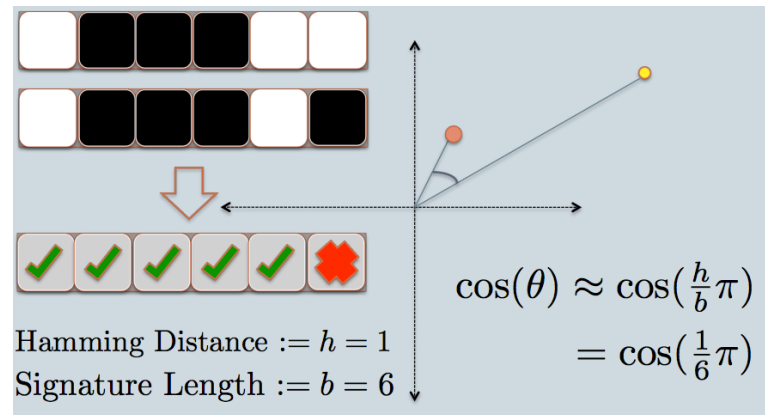 Hamming Distance := h = 1
Signature Length := b = 6
cos(θ) ≈ cos(h/b π)
= cos(1/6 π)